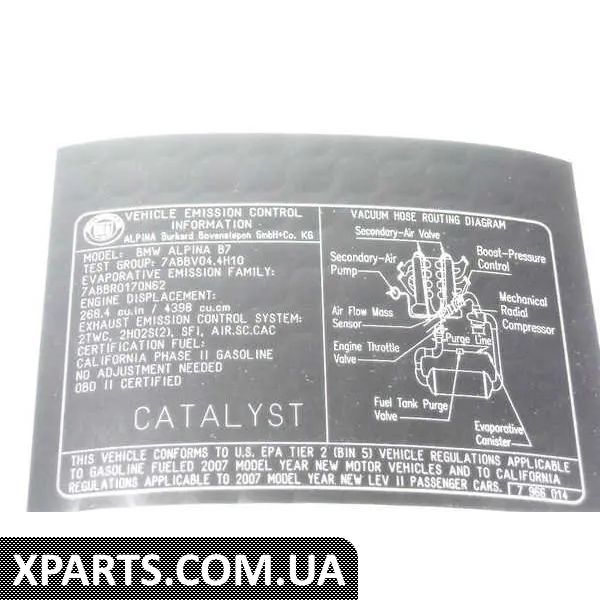 VEHICLE EMISSION CONTROL
INFORMATION
ALPINA Burkard Bovensiepen GmbH+Co. KG
MODEL: BMW ALPINA B7
TEST GROUP: 7ABBV04.4H10
EVAPORATIVE EMISSION FAMILY:
7ABBR0170N62
ENGINE DISPLACEMENT:
268.4 cu.in / 4398 cu.cm
EXHAUST EMISSION CONTROL SYSTEM:
2TWC, 2HO2S(2), SFI, AIR.SC.CAC
CERTIFICATION FUEL:
CALIFORNIA PHASE II GASOLINE
NO ADJUSTMENT NEEDED
OBD II CERTIFIED
CATALYST
VACUUM HOSE ROUTING DIAGRAM
Secondary-Air Valve
Secondary-Air
Pump
Boost-Pressure
Control
Air Flow Mass
Sensor
Mechanical
Radial
Compressor
Engine Throttle
Valve
Purge Line
Fuel Tank Purge
Valve
Evaporative
Canister
THIS VEHICLE CONFORMS TO U.S. EPA TIER 2 (BIN 5) VEHICLE REGULATIONS APPLICABLE
TO GASOLINE FUELED 2007 MODEL YEAR NEW MOTOR VEHICLES AND TO CALIFORNIA
REGULATIONS APPLICABLE TO 2007 MODEL YEAR NEW LEV II PASSENGER CARS.
7 966 014
XPARTS.COM.UA